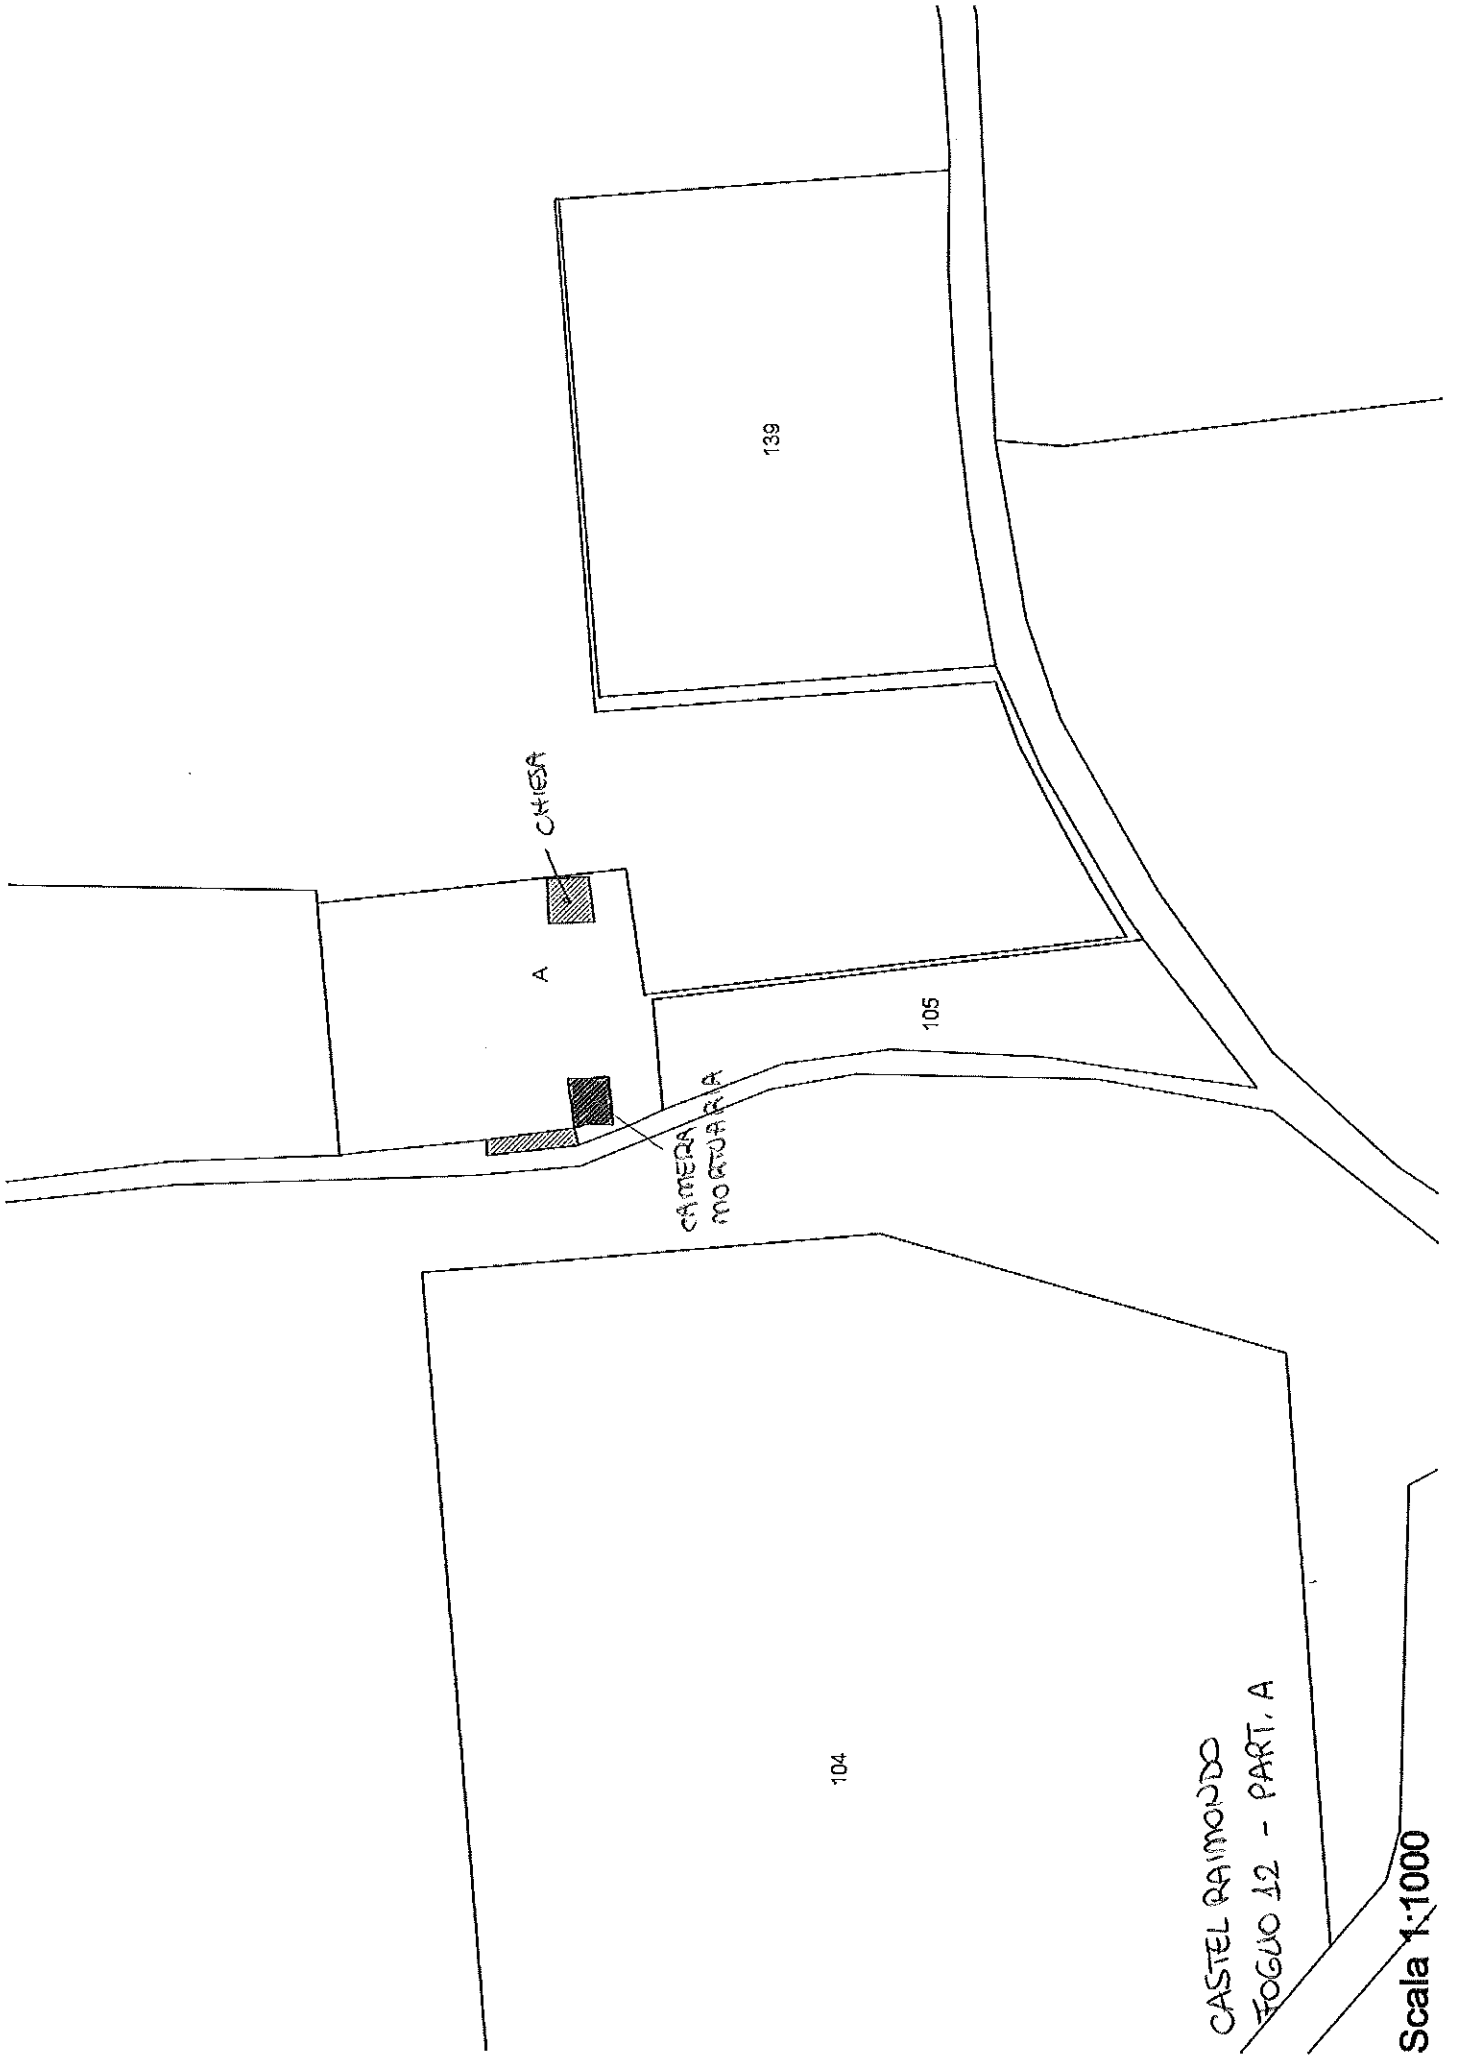 139
CHIESA
A
105
CAMERA
MORTUARIA
104
CASTEL RAIMONDO
FOGLIO 12 - PART. A
Scala 1:1000